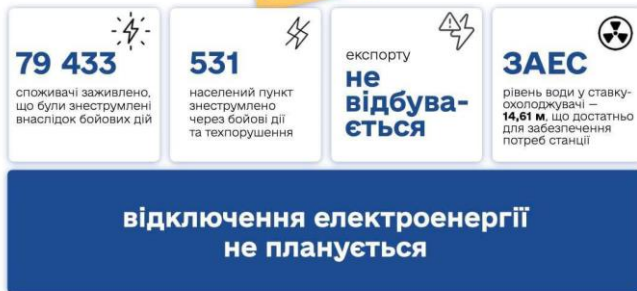 79 433
споживачі заживлено,
що були знеструмлені
внаслідок бойових дій
531
населений пункт
знеструмлено
через бойові дії
та техпорушення
експорту
не
відбува-
ється
ЗАЕС
рівень води у ставку-
охолоджувачі —
14,61 м, що достатньо
для забезпечення
потреб станції
відключення електроенергії
не планується